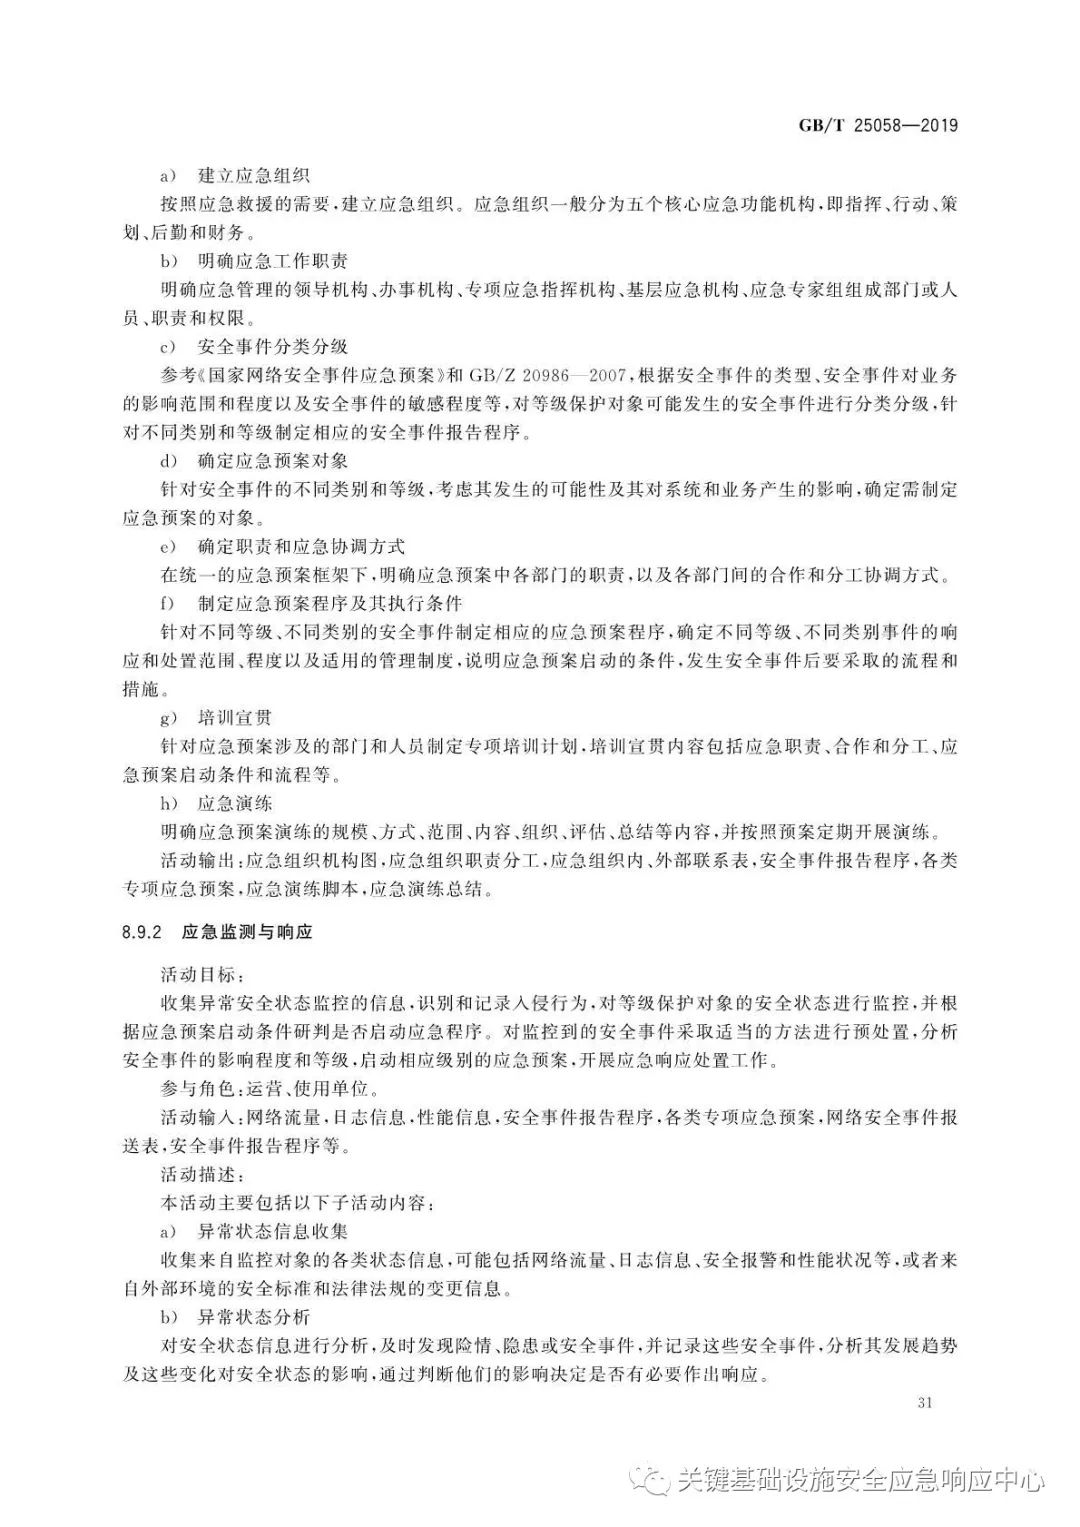 GB/T 25058—2019
a) 建立应急组织
按照应急救援的需要,建立应急组织。应急组织一般分为五个核心应急功能机构,即指挥、行动、策
划、后勤和财务。
b) 明确应急工作职责
明确应急管理的领导机构、办事机构、专项应急指挥机构、基层应急机构、应急专家组组成部门或人
员、职责和权限。
c) 安全事件分类分级
参考《国家网络安全事件应急预案》和 GB/Z 20986—2007,根据安全事件的类型、安全事件对业务
的影响范围和程度以及安全事件的敏感程度等,对等级保护对象可能发生的安全事件进行分类分级,针
对不同类别和等级制定相应的安全事件报告程序。
d) 确定应急预案对象
针对安全事件的不同类别和等级,考虑其发生的可能性及其对系统和业务产生的影响,确定需制定
应急预案的对象。
e) 确定职责和应急协调方式
在统一的应急预案框架下,明确应急预案中各部门的职责,以及各部门间的合作和分工协调方式。
f) 制定应急预案程序及其执行条件
针对不同等级、不同类别的安全事件制定相应的应急预案程序,确定不同等级、不同类别事件的响
应和处置范围、程度以及适用的管理制度,说明应急预案启动的条件,发生安全事件后要采取的流程和
措施。
g) 培训宣贯
针对应急预案涉及的部门和人员制定专项培训计划,培训宣贯内容包括应急职责、合作和分工、应
急预案启动条件和流程等。
h) 应急演练
明确应急预案演练的规模、方式、范围、内容、组织、评估、总结等内容,并按照预案定期开展演练。
活动输出:应急组织机构图,应急组织职责分工,应急组织内、外部联系表,安全事件报告程序,各类
专项应急预案,应急演练脚本,应急演练总结。
8.9.2 应急监测与响应
活动目标:
收集异常安全状态监控的信息,识别和记录入侵行为,对等级保护对象的安全状态进行监控,并根
据应急预案启动条件研判是否启动应急程序。对监控到的安全事件采取适当的方法进行预处置,分析
安全事件的影响程度和等级,启动相应级别的应急预案,开展应急响应处置工作。
参与角色:运营、使用单位。
活动输入:网络流量,日志信息,性能信息,安全事件报告程序,各类专项应急预案,网络安全事件报
送表,安全事件报告程序等。
活动描述:
本活动主要包括以下子活动内容:
a) 异常状态信息收集
收集来自监控对象的各类状态信息,可能包括网络流量、日志信息、安全报警和性能状况等,或者来
自外部环境的安全标准和法律法规的变更信息。
b) 异常状态分析
对安全状态信息进行分析,及时发现险情、隐患或安全事件,并记录这些安全事件,分析其发展趋势
及这些变化对安全状态的影响,通过判断他们的影响决定是否有必要作出响应。
31
关键基础设施安全应急响应中心